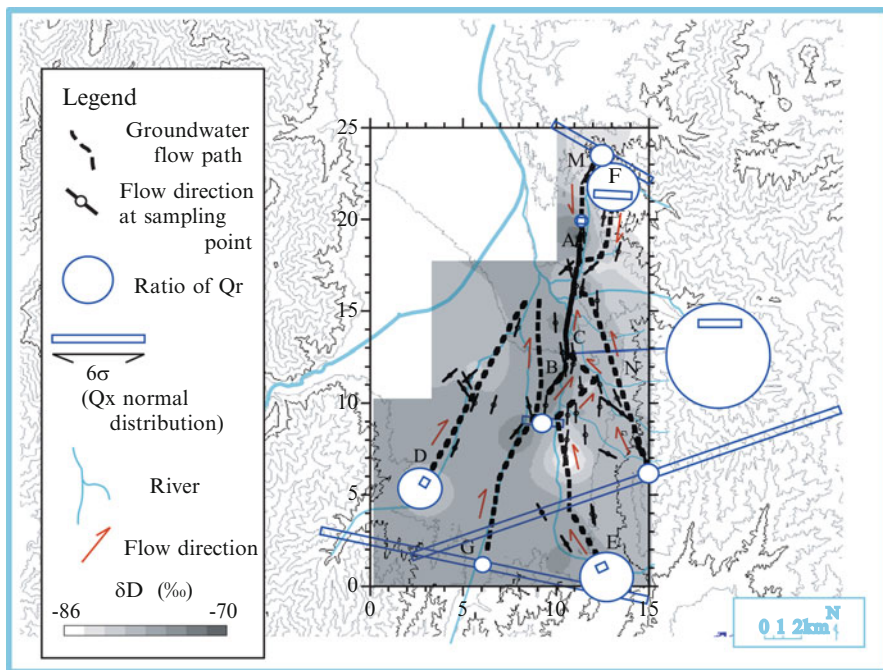 Legend
Groundwater
flow path
Flow direction
at sampling
point
Ratio of Qr
6σ
(Qx normal
distribution)
River
Flow direction
δD (‰)
-86 -70
25
20
15
10
5
0
0 5 10 15
M
F
A
C
B
N
D
G
E
N
0 1 2km